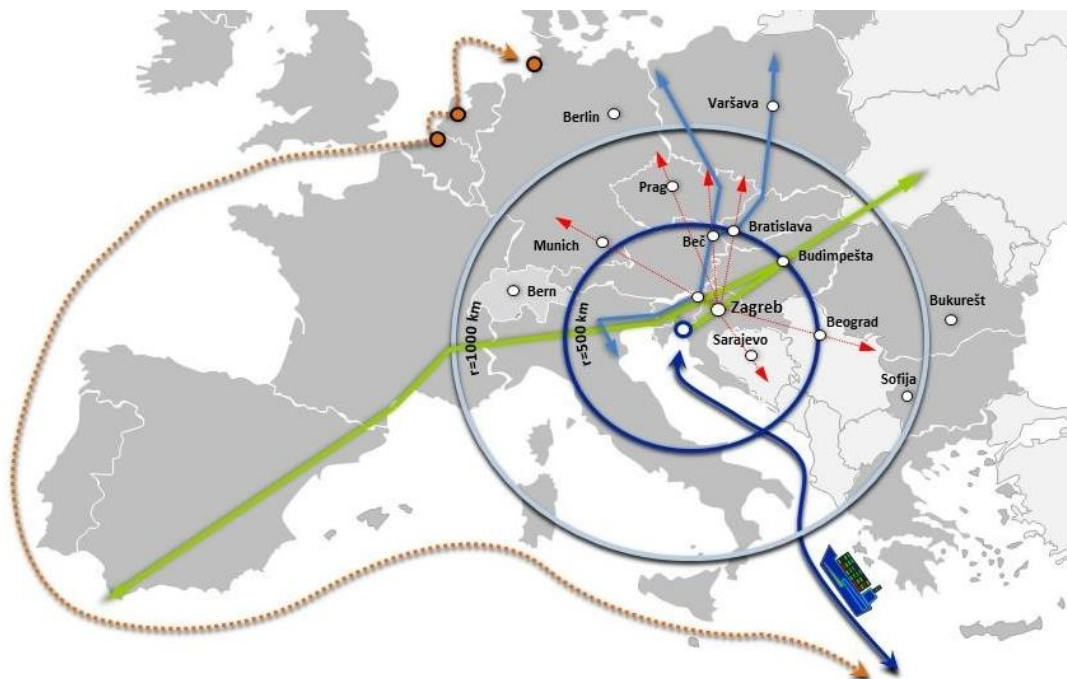 Varšava
Berlin
Prag
Bratislava
Beč
Munich
Budimpešta
Bern
Zagreb
Bukurešt
r=1000 km
r=500 km
Beograd
Sarajevo
Sofija